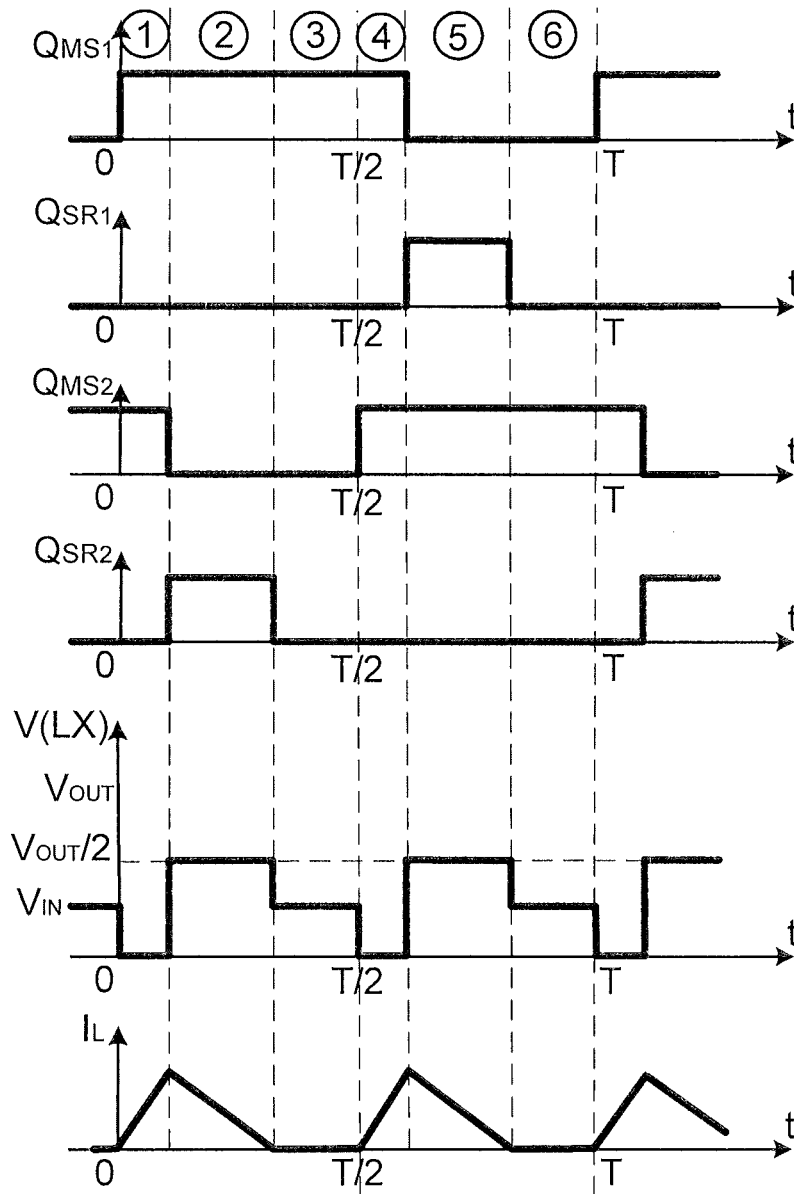 ① ② ③ ④ ⑤ ⑥
QMS1
t
0 T/2 T
QSR1
t
0 T/2 T
QMS2
t
0 T/2 T
QSR2
t
0 T/2 T
V(LX)
VOUT
VOUT/2
VIN
t
0 T/2 T
IL
t
0 T/2 T